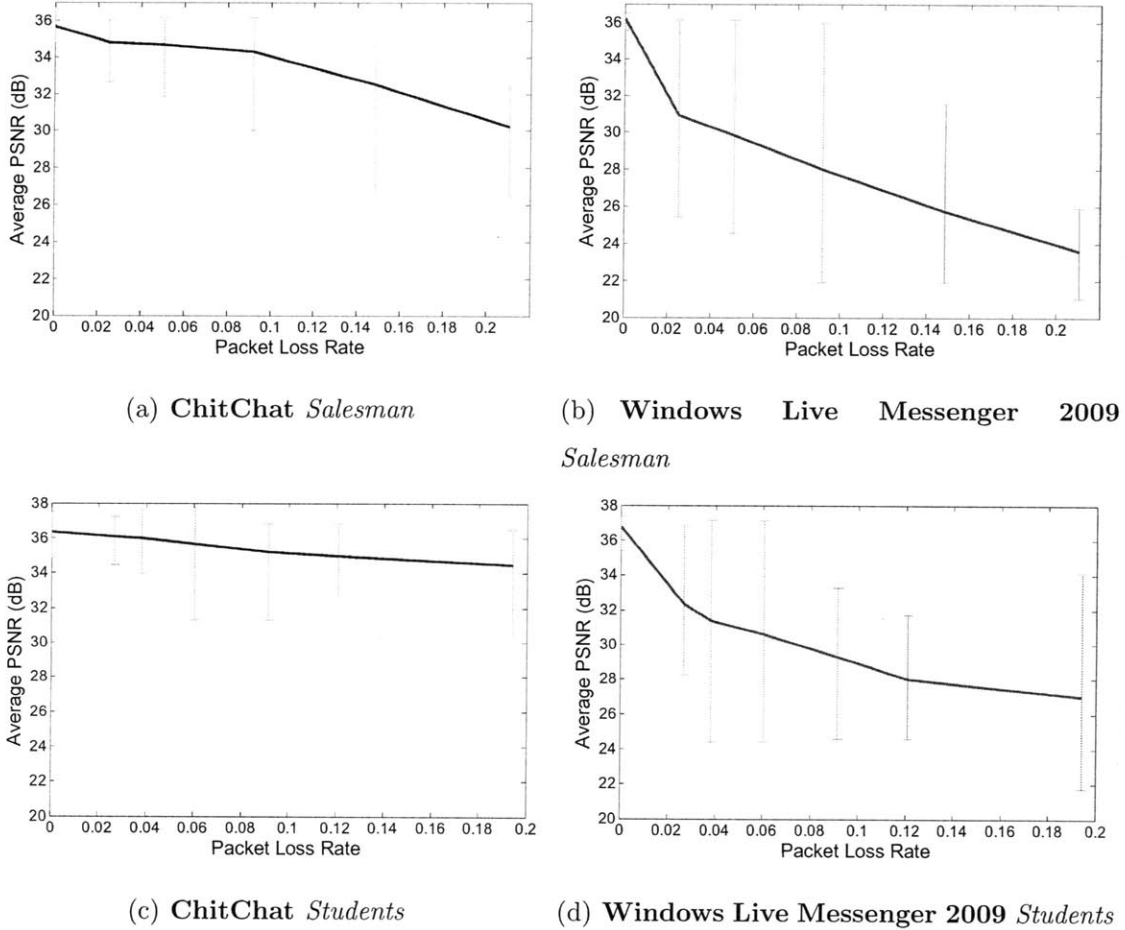 Average PSNR (dB)
36
34
32
30
28
26
24
22
20
0 0.02 0.04 0.06 0.08 0.1 0.12 0.14 0.16 0.18 0.2
Packet Loss Rate
(a) ChitChat Salesman
Average PSNR (dB)
36
34
32
30
28
26
24
22
20
0 0.02 0.04 0.06 0.08 0.1 0.12 0.14 0.16 0.18 0.2
Packet Loss Rate
(b) Windows Live Messenger 2009
Salesman
Average PSNR (dB)
38
36
34
32
30
28
26
24
22
20
0 0.02 0.04 0.06 0.08 0.1 0.12 0.14 0.16 0.18 0.2
Packet Loss Rate
(c) ChitChat Students
Average PSNR (dB)
38
36
34
32
30
28
26
24
22
20
0 0.02 0.04 0.06 0.08 0.1 0.12 0.14 0.16 0.18 0.2
Packet Loss Rate
(d) Windows Live Messenger 2009 Students